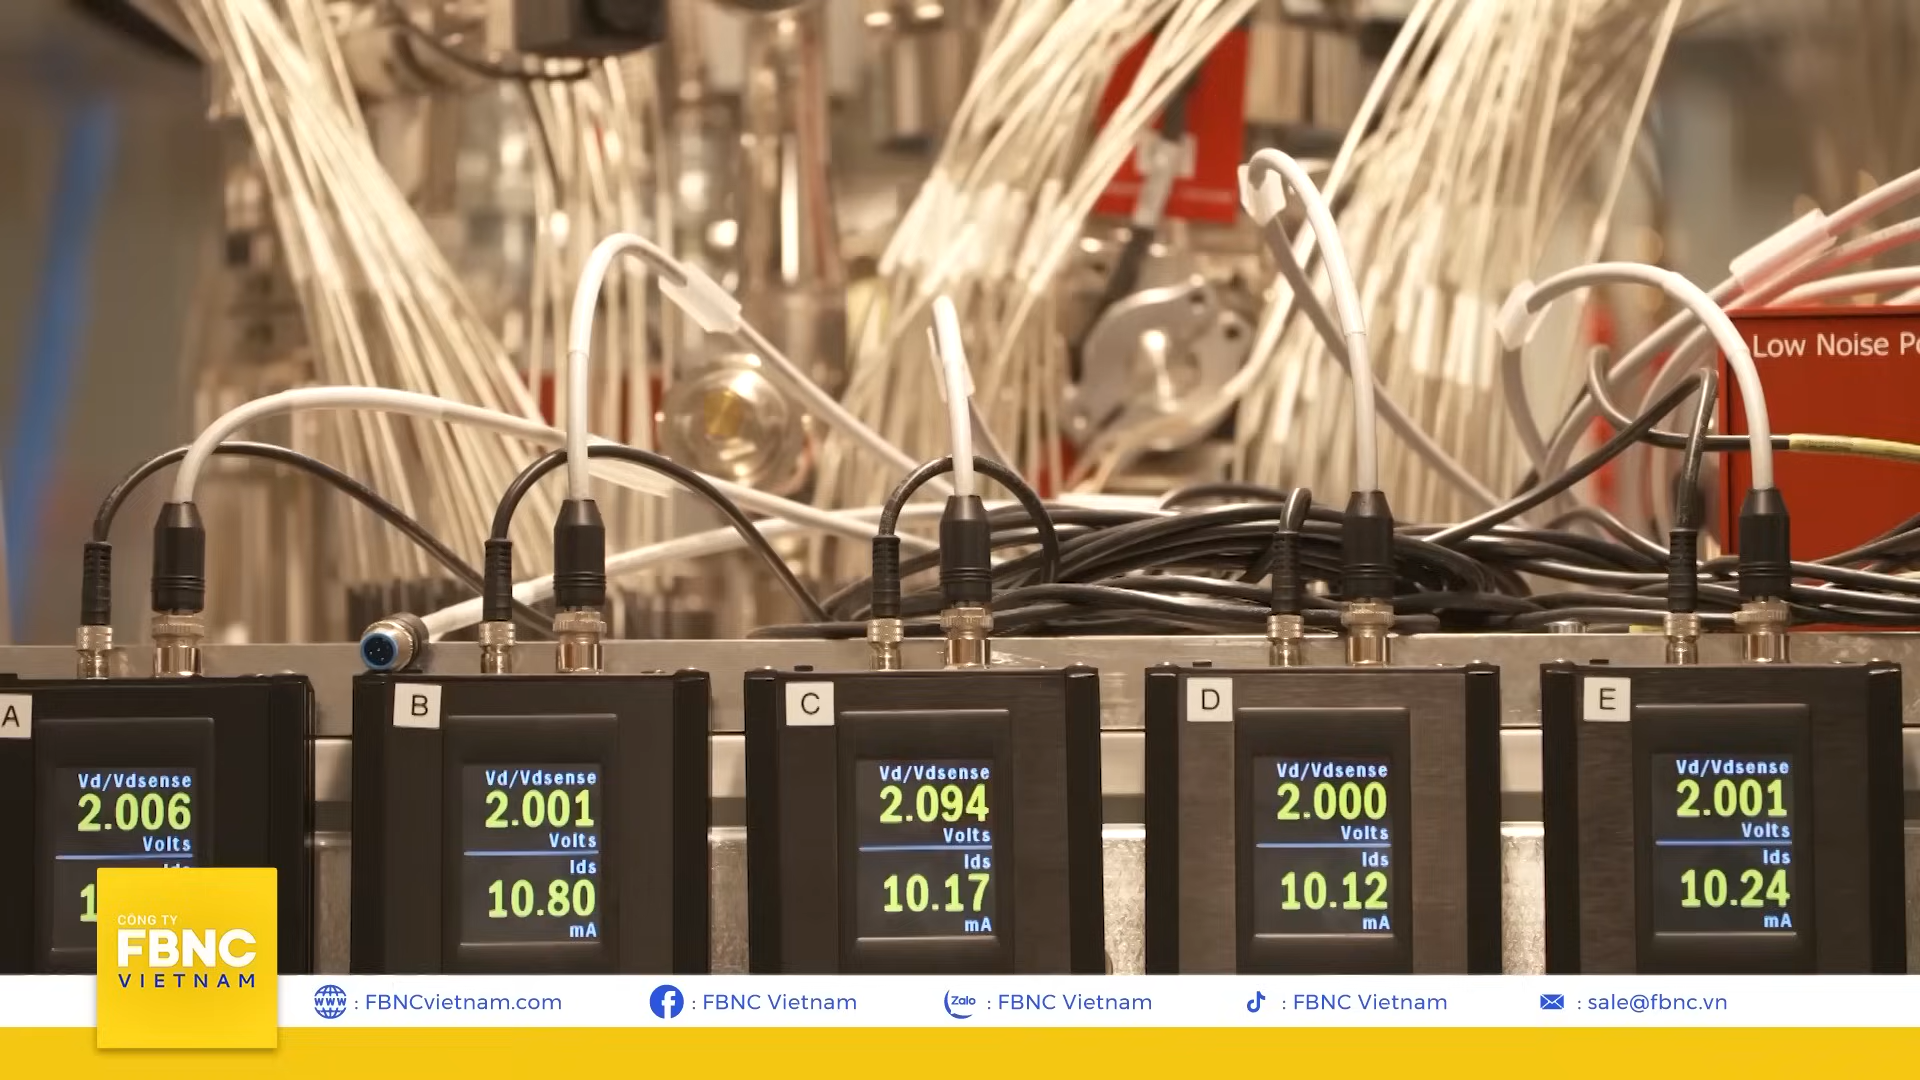 Low Noise
A
Vd/Vdsense
2.006
Volts
B
Vd/Vdsense
2.001
Volts
Ids
10.80
mA
C
Vd/Vdsense
2.094
Volts
Ids
10.17
mA
D
Vd/Vdsense
2.000
Volts
Ids
10.12
mA
E
Vd/Vdsense
2.001
Volts
Ids
10.24
mA
CÔNG TY
FBNC
VIETNAM
www : FBNCvietnam.com
: FBNC Vietnam
Zalo : FBNC Vietnam
: FBNC Vietnam
: sale@fbnc.vn